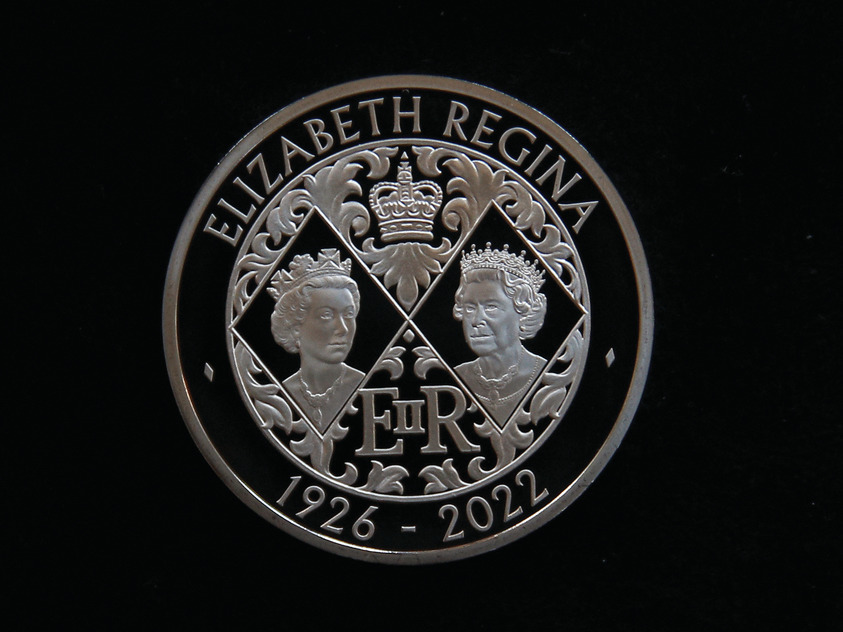 ELIZABETH REGINA
EIIR
1926 - 2022